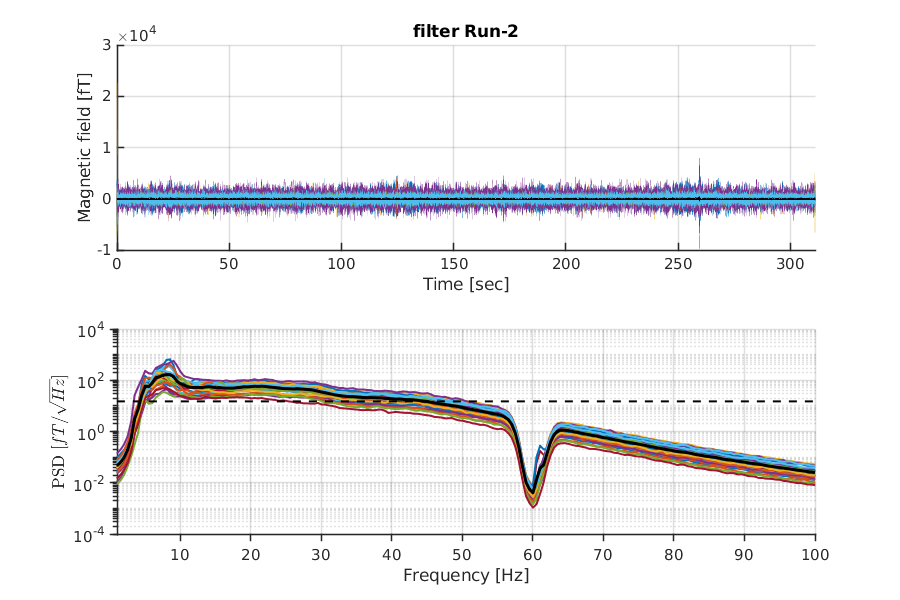 filter Run-2
×10^4
3
2
1
0
-1
Magnetic field [fT]
0 50 100 150 200 250 300
Time [sec]
10^4
10^2
10^0
10^-2
10^-4
PSD [fT/√Hz]
10 20 30 40 50 60 70 80 90 100
Frequency [Hz]